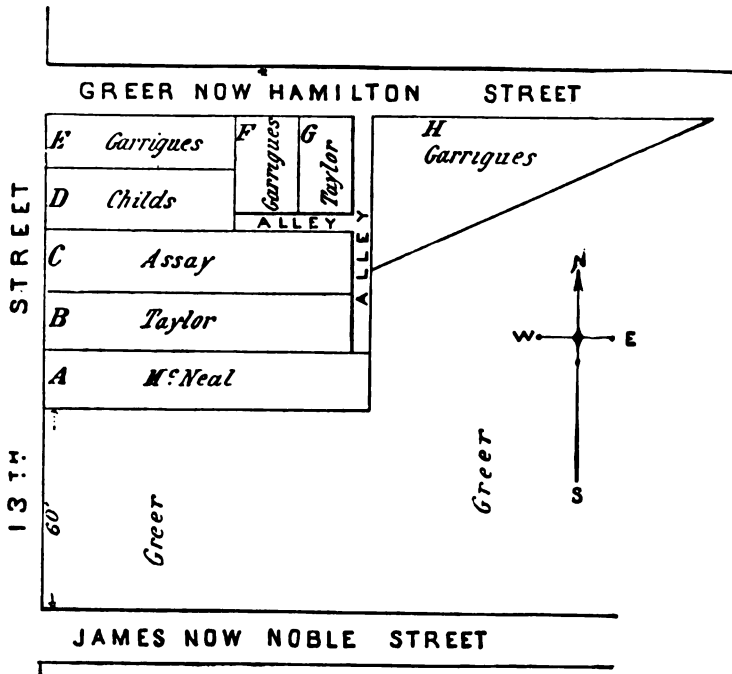 GREER NOW HAMILTON STREET
E Garrigues
F Garrigues
G Taylor
H Garrigues
D Childs
ALLEY
ALLEY
C Assay
B Taylor
A McNeal
N
W E
S
13TH STREET
60'
Greer
Greer
JAMES NOW NOBLE STREET